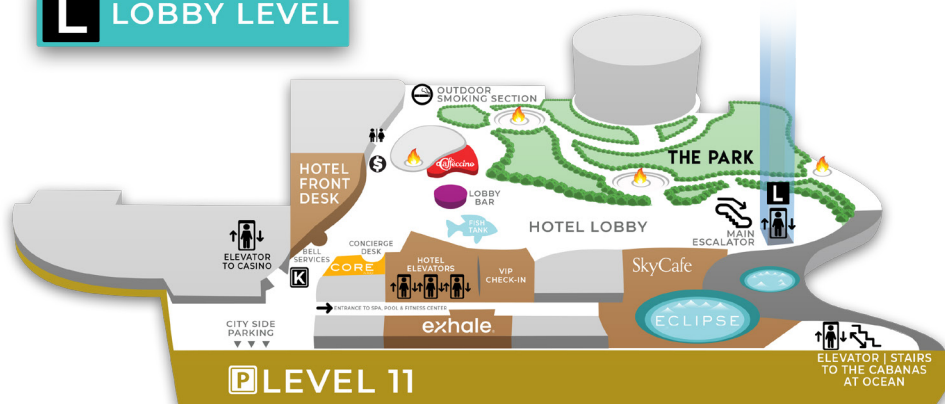 L LOBBY LEVEL
OUTDOOR
SMOKING SECTION
$
Caffeccino
THE PARK
HOTEL
FRONT
DESK
LOBBY
BAR
L
FISH
TANK
HOTEL LOBBY
MAIN
ESCALATOR
ELEVATOR
TO CASINO
BELL
SERVICES
CONCIERGE
DESK
K
CORE
HOTEL
ELEVATORS
VIP
CHECK-IN
SkyCafe
ENTRANCE TO SPA, POOL & FITNESS CENTER
CITY SIDE
PARKING
exhale.
ECLIPSE
ELEVATOR | STAIRS
TO THE CABANAS
AT OCEAN
P LEVEL 11